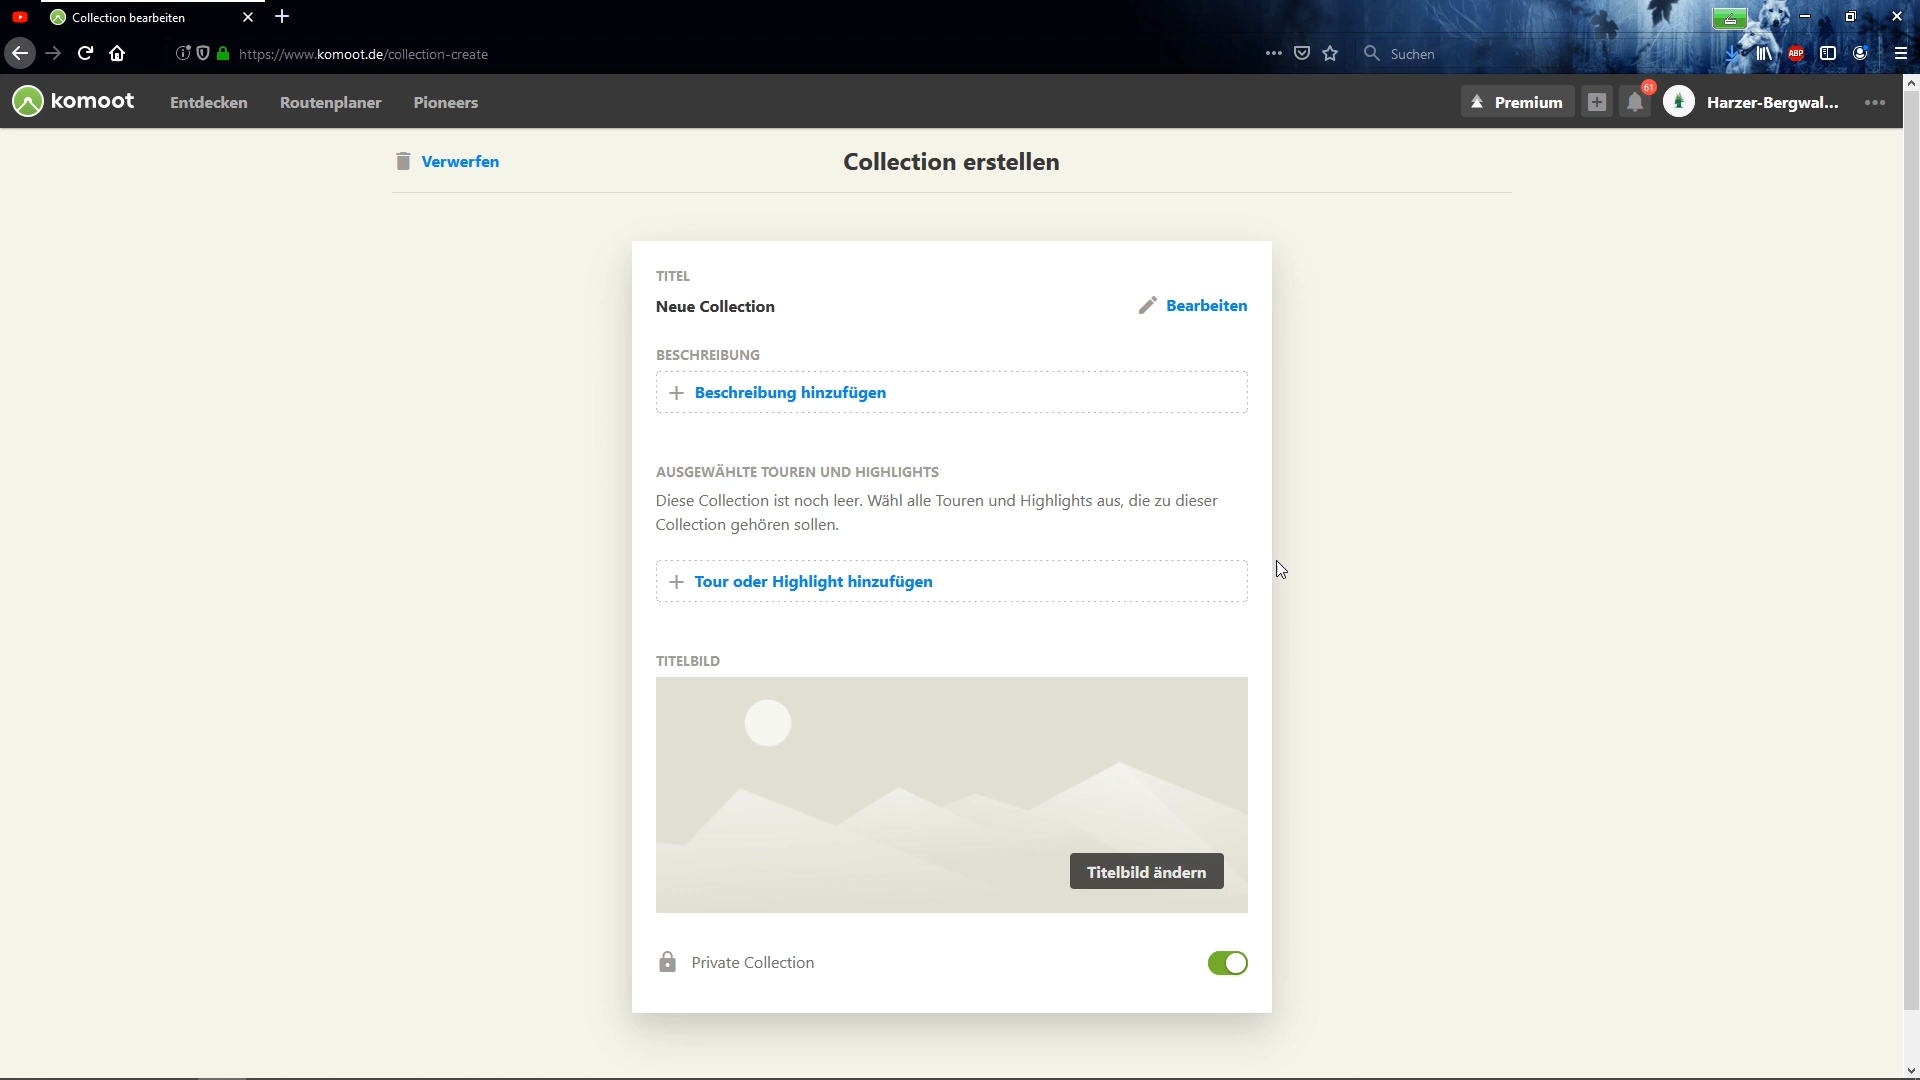 Collection bearbeiten
https://www.komoot.de/collection-create
Suchen
ABP
komoot
Entdecken
Routenplaner
Pioneers
Premium
61
Harzer-Bergwal...
Verwerfen
Collection erstellen
TITEL
Neue Collection
Bearbeiten
BESCHREIBUNG
Beschreibung hinzufügen
AUSGEWÄHLTE TOUREN UND HIGHLIGHTS
Diese Collection ist noch leer. Wähl alle Touren und Highlights aus, die zu dieser
Collection gehören sollen.
Tour oder Highlight hinzufügen
TITELBILD
Titelbild ändern
Private Collection